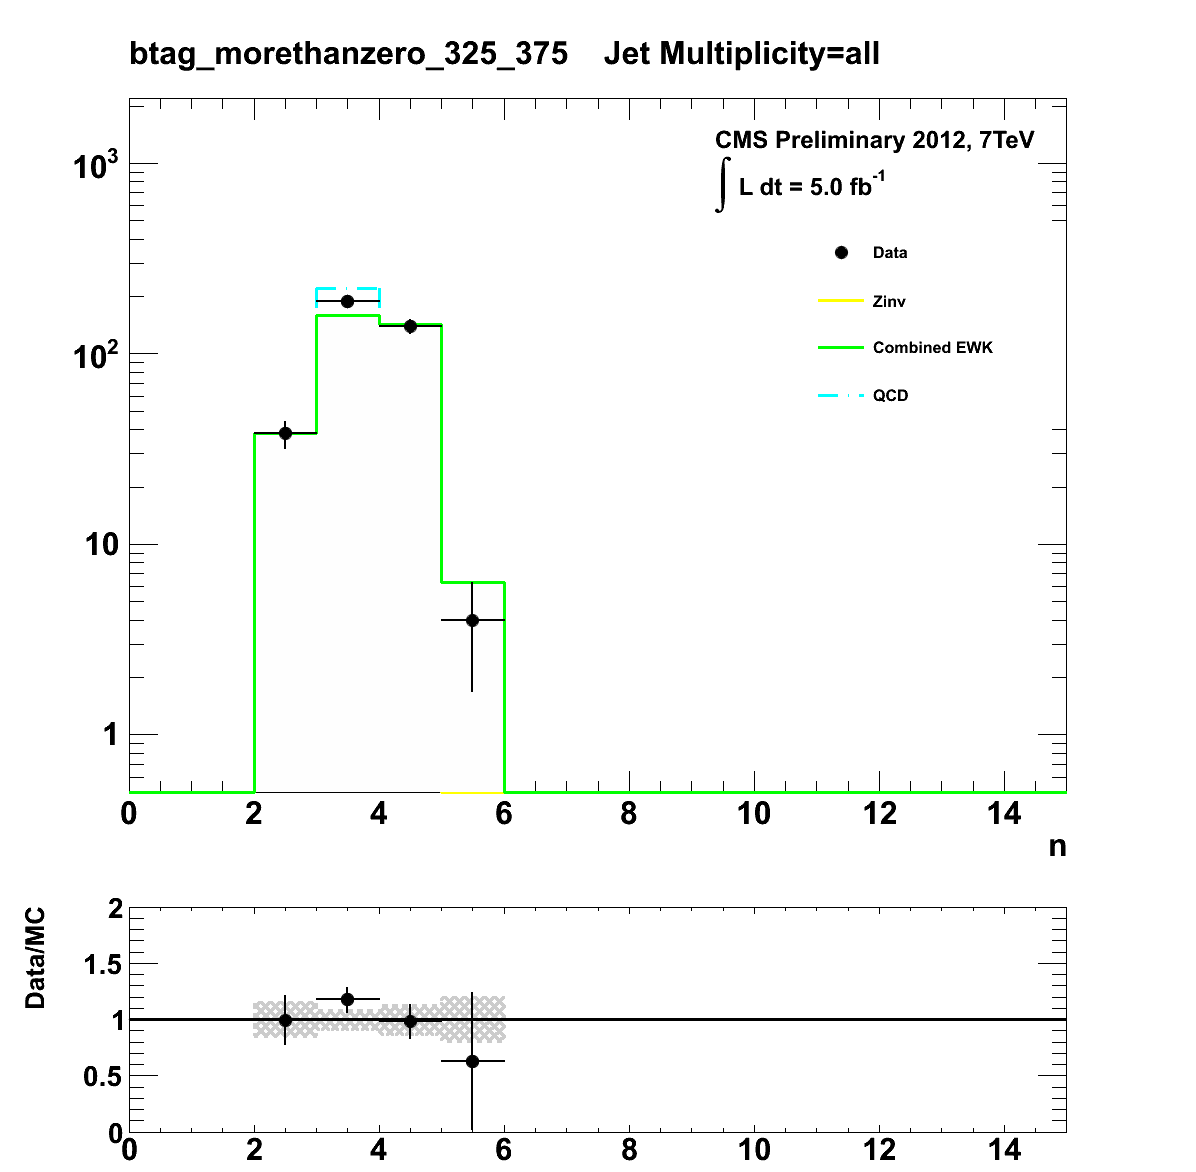 btag_morethanzero_325_375 Jet Multiplicity=all
CMS Preliminary 2012, 7TeV
∫ L dt = 5.0 fb⁻¹
Data
Zinv
Combined EWK
QCD
10³
10²
10
1
0 2 4 6 8 10 12 14
n
Data/MC
2
1.5
1
0.5
0
0 2 4 6 8 10 12 14